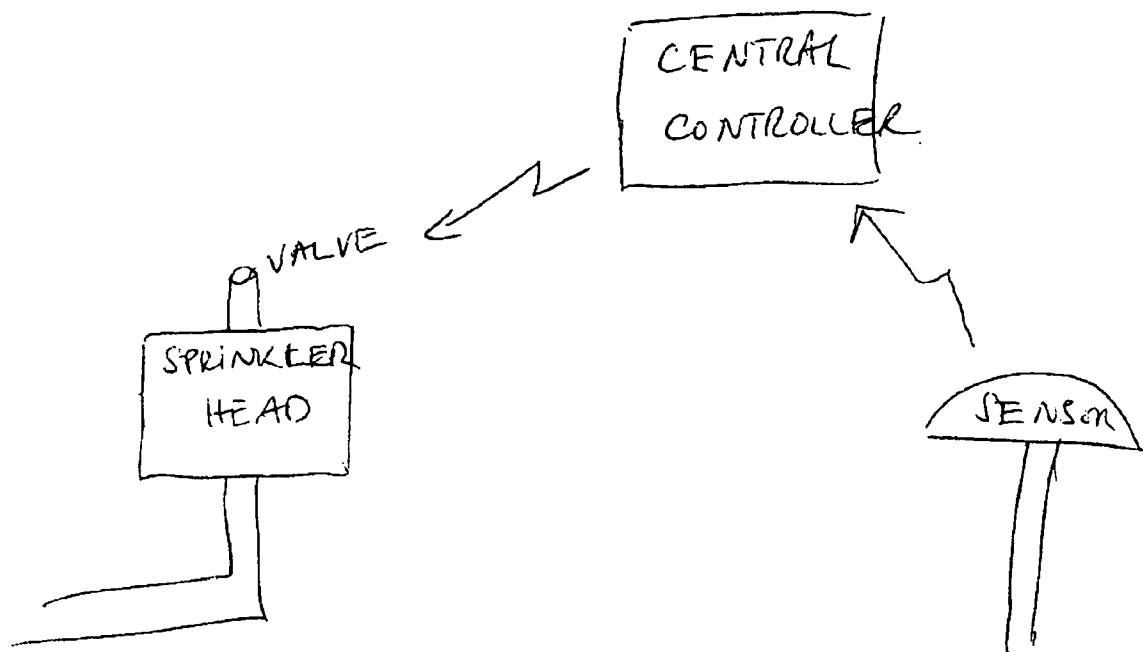 CENTRAL
CONTROLLER
VALVE
SPRINKLER
HEAD
SENSOR